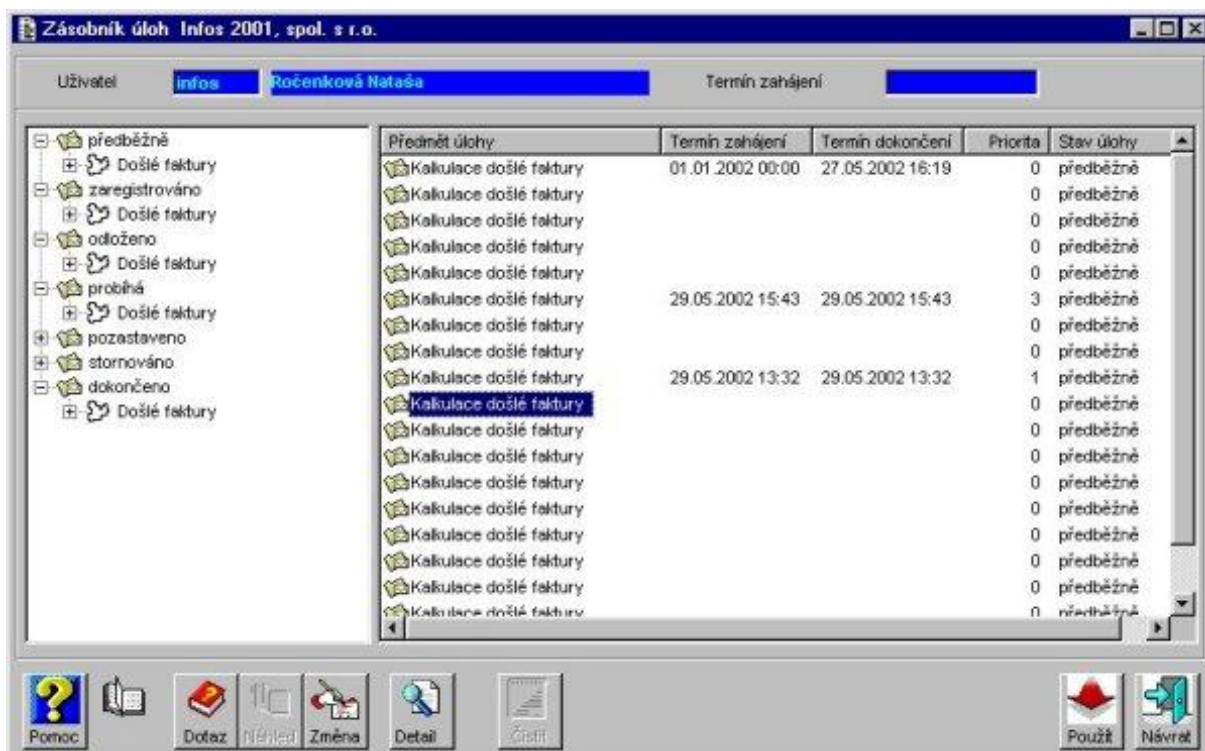 Zásobník úloh Infos 2001, spol. s r.o.
Uživatel infos Ročenková Nataša Termín zahájení
předběžně
Došlé faktury
zaregistrováno
Došlé faktury
odloženo
Došlé faktury
probíhá
Došlé faktury
pozastaveno
stornováno
dokončeno
Došlé faktury
Předmět úlohy Termín zahájení Termín dokončení Priorita Stav úlohy
Kalkulace došlé faktury 01.01.2002 00:00 27.05.2002 16:19 0 předběžně
Kalkulace došlé faktury 0 předběžně
Kalkulace došlé faktury 0 předběžně
Kalkulace došlé faktury 0 předběžně
Kalkulace došlé faktury 0 předběžně
Kalkulace došlé faktury 29.05.2002 15:43 29.05.2002 15:43 3 předběžně
Kalkulace došlé faktury 0 předběžně
Kalkulace došlé faktury 0 předběžně
Kalkulace došlé faktury 29.05.2002 13:32 29.05.2002 13:32 1 předběžně
Kalkulace došlé faktury 0 předběžně
Kalkulace došlé faktury 0 předběžně
Kalkulace došlé faktury 0 předběžně
Kalkulace došlé faktury 0 předběžně
Kalkulace došlé faktury 0 předběžně
Kalkulace došlé faktury 0 předběžně
Kalkulace došlé faktury 0 předběžně
Kalkulace došlé faktury 0 předběžně
Kalkulace došlé faktury 0 předběžně
Pomoc Dotaz Náhled Změna Detail Čistit Použít Návrat